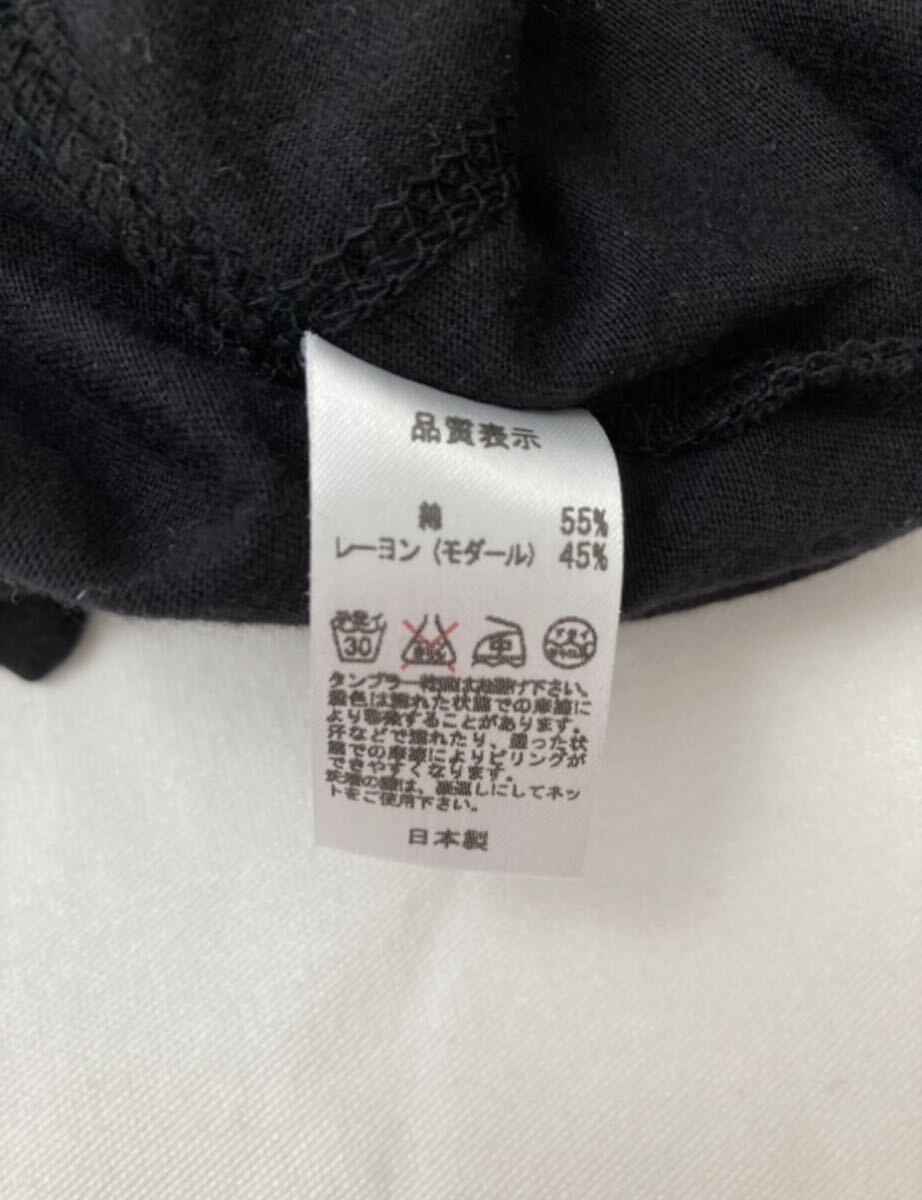 品質表示
綿 55%
レーヨン(モダール) 45%
30 中
タンブラー乾燥はお避け下さい。
濃色は濡れた状態での摩擦に
より移染することがあります。
汗などで濡れたり、湿った状
態での摩擦によりピリングが
できやすくなります。
洗濯の際は、裏返しにしてネッ
トをご使用下さい。
日本製